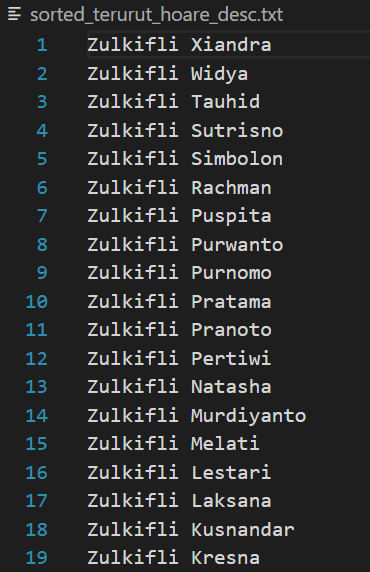 sorted_terurut_hoare_desc.txt
1 Zulkifli Xiandra
2 Zulkifli Widya
3 Zulkifli Tauhid
4 Zulkifli Sutrisno
5 Zulkifli Simbolon
6 Zulkifli Rachman
7 Zulkifli Puspita
8 Zulkifli Purwanto
9 Zulkifli Purnomo
10 Zulkifli Pratama
11 Zulkifli Pranoto
12 Zulkifli Pertiwi
13 Zulkifli Natasha
14 Zulkifli Murdiyanto
15 Zulkifli Melati
16 Zulkifli Lestari
17 Zulkifli Laksana
18 Zulkifli Kusnandar
19 Zulkifli Kresna